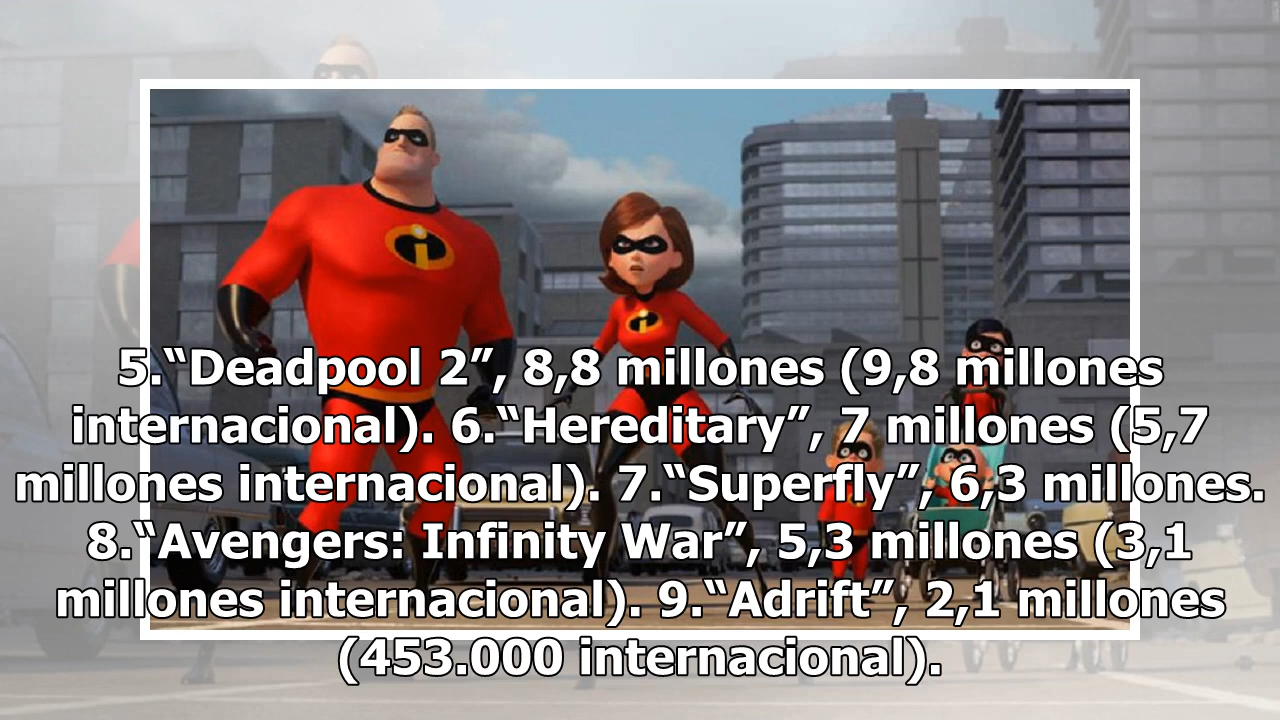 5.“Deadpool 2”, 8,8 millones (9,8 millones
internacional). 6.“Hereditary”, 7 millones (5,7
millones internacional). 7.“Superfly”, 6,3 millones.
8.“Avengers: Infinity War”, 5,3 millones (3,1
millones internacional). 9.“Adrift”, 2,1 millones
(453.000 internacional).